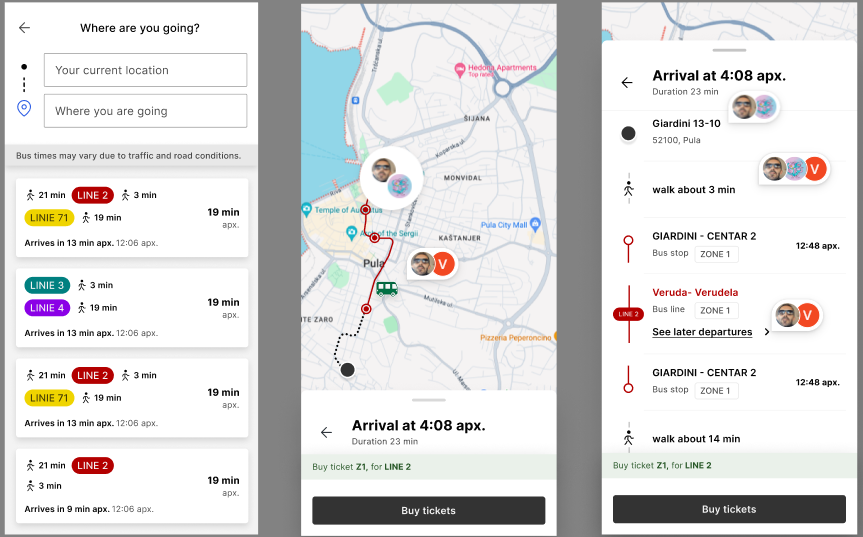 Where are you going?
Your current location
Where you are going
Bus times may vary due to traffic and road conditions.
21 min LINE 2 3 min
LINIE 71 19 min
19 min
apx.
Arrives in 13 min apx. 12:06 apx.
LINIE 3 3 min
LINIE 4 19 min
19 min
apx.
Arrives in 13 min apx. 12:06 apx.
21 min LINE 2 3 min
LINIE 71 19 min
19 min
apx.
Arrives in 13 min apx. 12:06 apx.
21 min LINE 2
3 min
19 min
apx.
Arrives in 9 min apx. 12:06 apx.
Tršćanska ul.
Hedona Apartments
Top rated
ŠIJANA
Koparska ul.
MONVIDAL
Riva
Temple of Augustus
Arch of the Sergii
Pula City Mall
KAŠTANJER
Pula
V
Mutilska ul.
ITE ZARO
Pizzeria Peperoncino
Arrival at 4:08 apx.
Duration 23 min
Buy ticket Z1, for LINE 2
Buy tickets
Arrival at 4:08 apx.
Duration 23 min
Giardini 13-10
52100, Pula
V
walk about 3 min
GIARDINI - CENTAR 2
Bus stop ZONE 1
12:48 apx.
Veruda- Verudela
LINE 2
Bus line ZONE 1
V
See later departures
GIARDINI - CENTAR 2
Bus stop ZONE 1
12:48 apx.
walk about 14 min
Buy ticket Z1, for LINE 2
Buy tickets